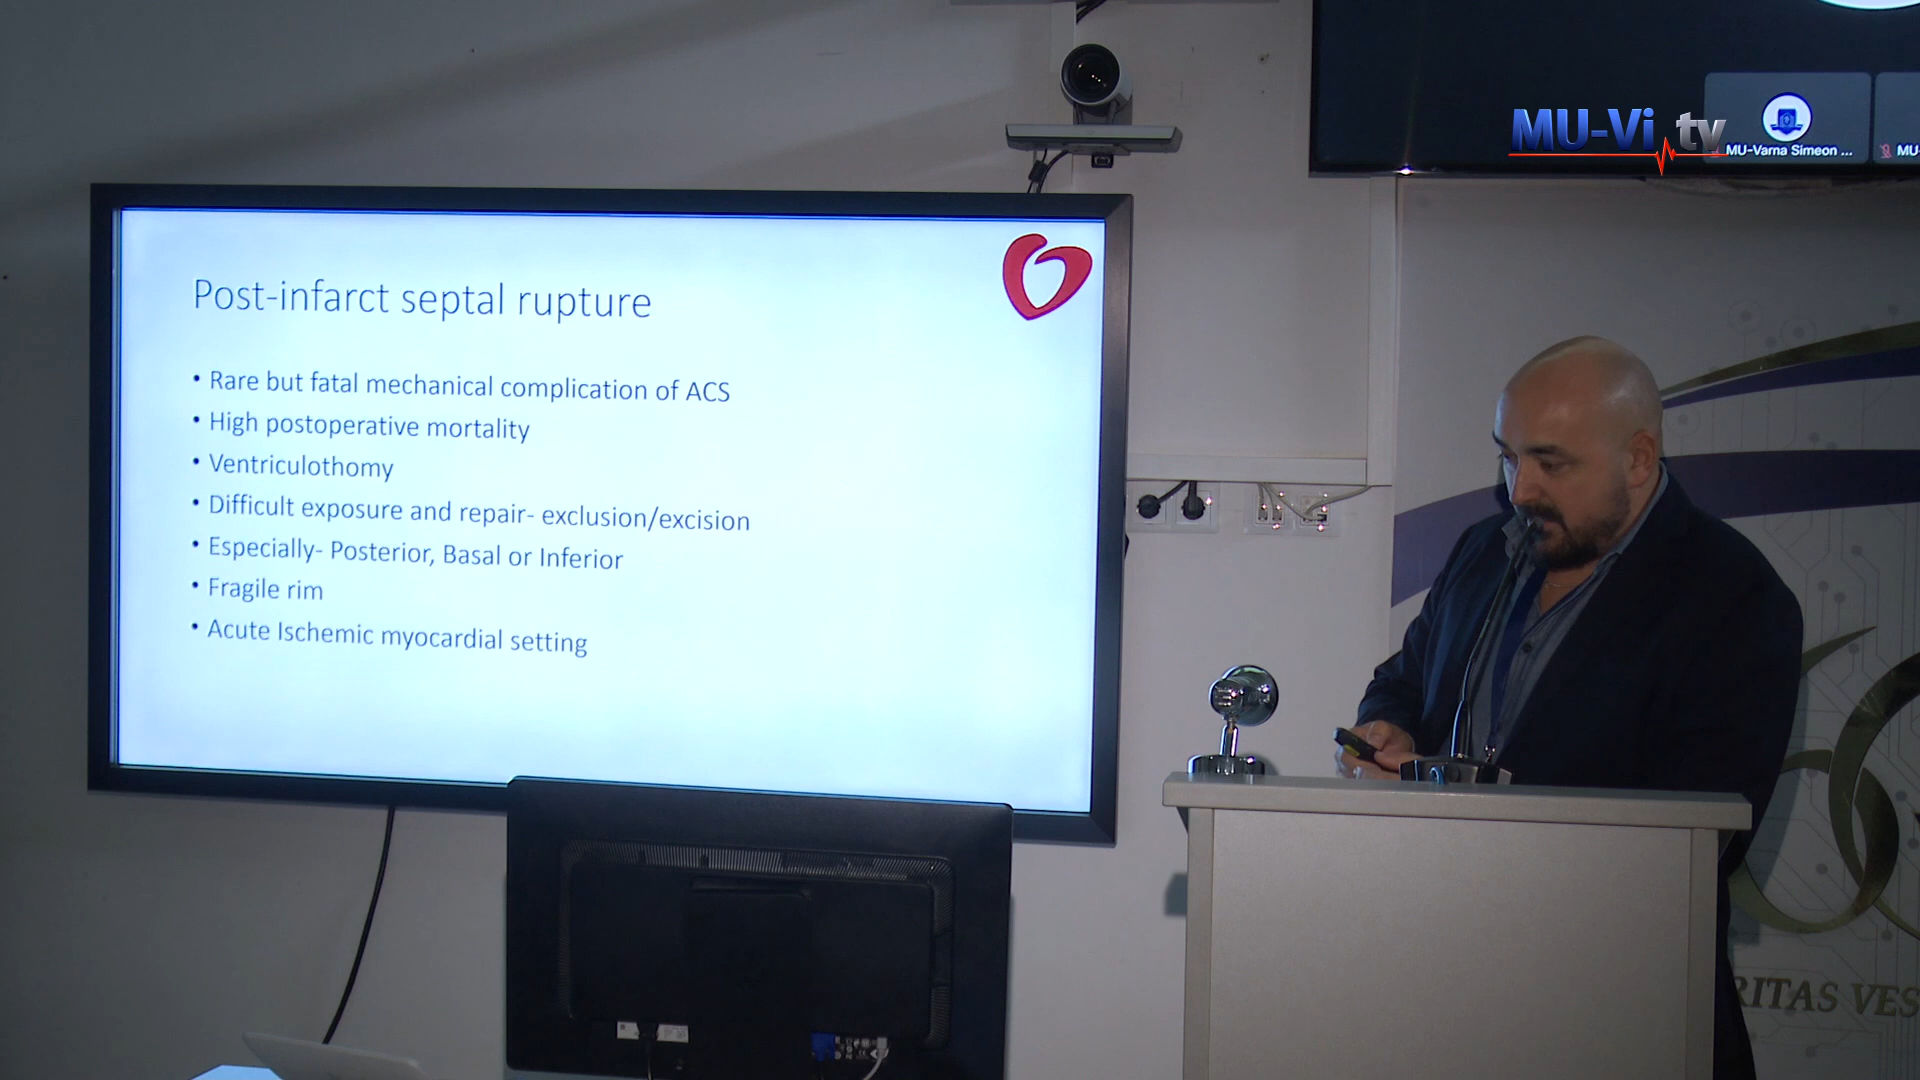 MU-Vi.tv
MU-Varna Simeon ...
MU-
Post-infarct septal rupture
• Rare but fatal mechanical complication of ACS
• High postoperative mortality
• Ventriculothomy
• Difficult exposure and repair- exclusion/excision
• Especially- Posterior, Basal or Inferior
• Fragile rim
• Acute Ischemic myocardial setting
RITAS VES